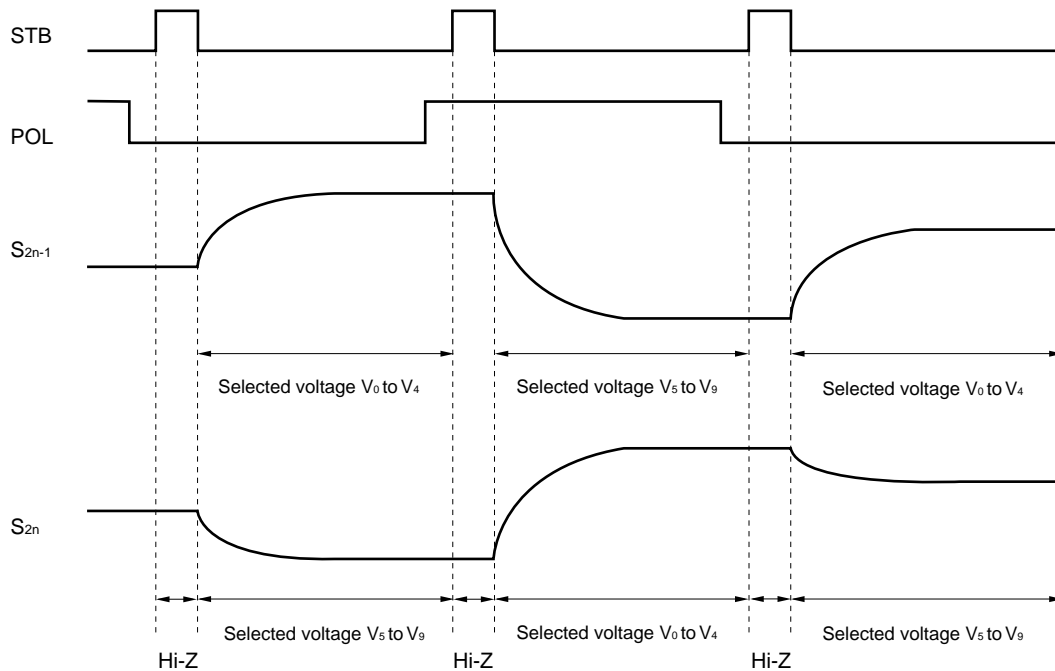 STB
POL
S2n-1
Selected voltage V0 to V4 Selected voltage V5 to V9 Selected voltage V0 to V4
S2n
Selected voltage V5 to V9 Selected voltage V0 to V4 Selected voltage V5 to V9
Hi-Z Hi-Z Hi-Z